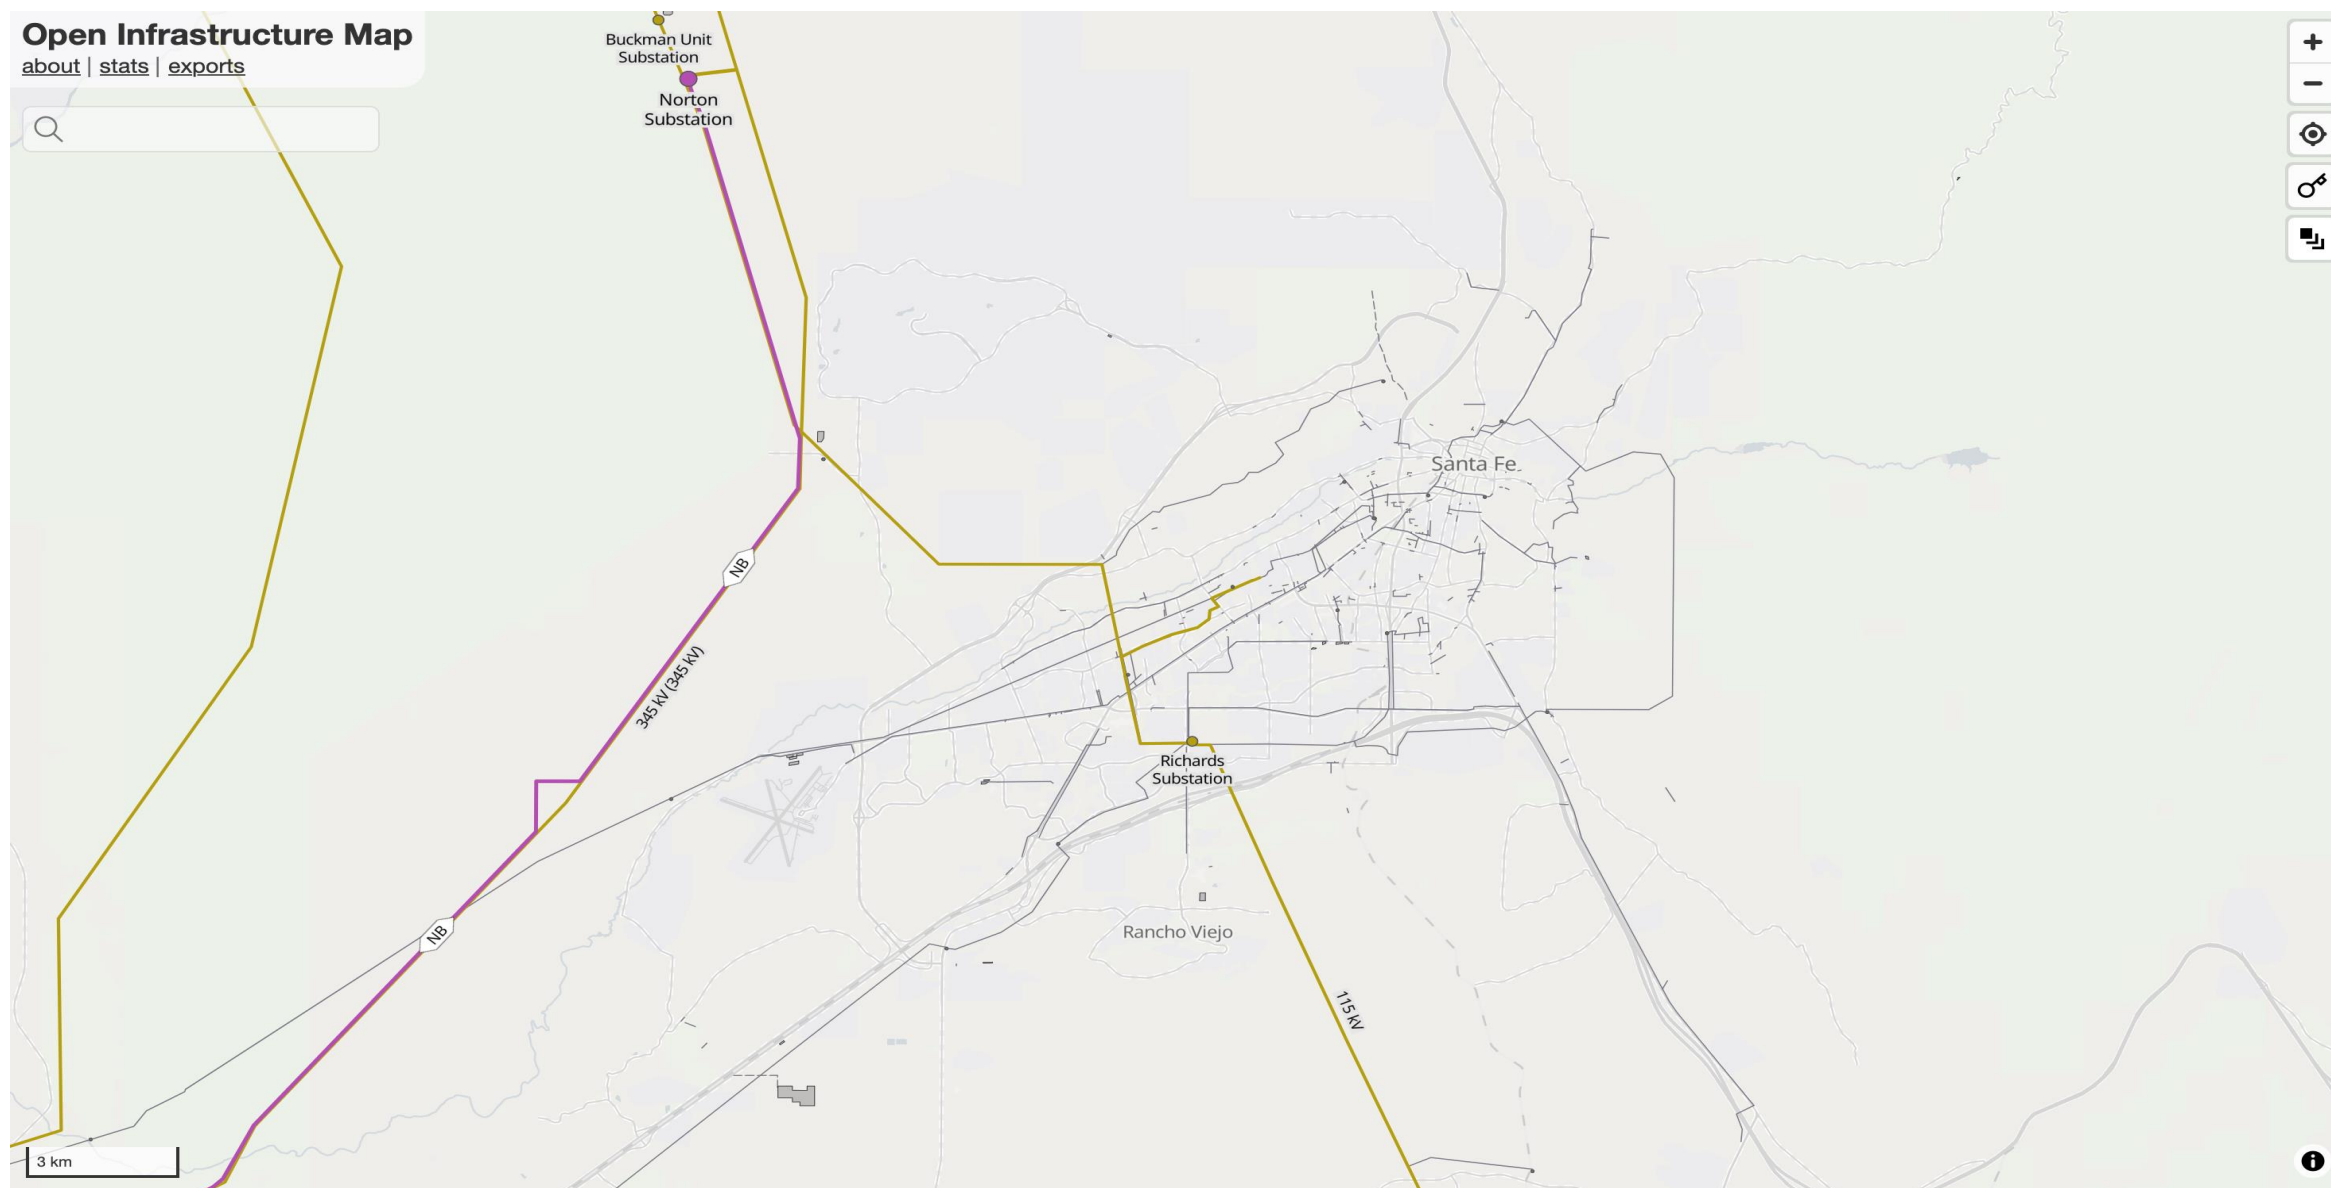 Open Infrastructure Map
about | stats | exports
Buckman Unit
Substation
Norton
Substation
Santa Fe
NB
345 kV (345 kV)
Richards
Substation
NB
Rancho Viejo
115 kV
3 km